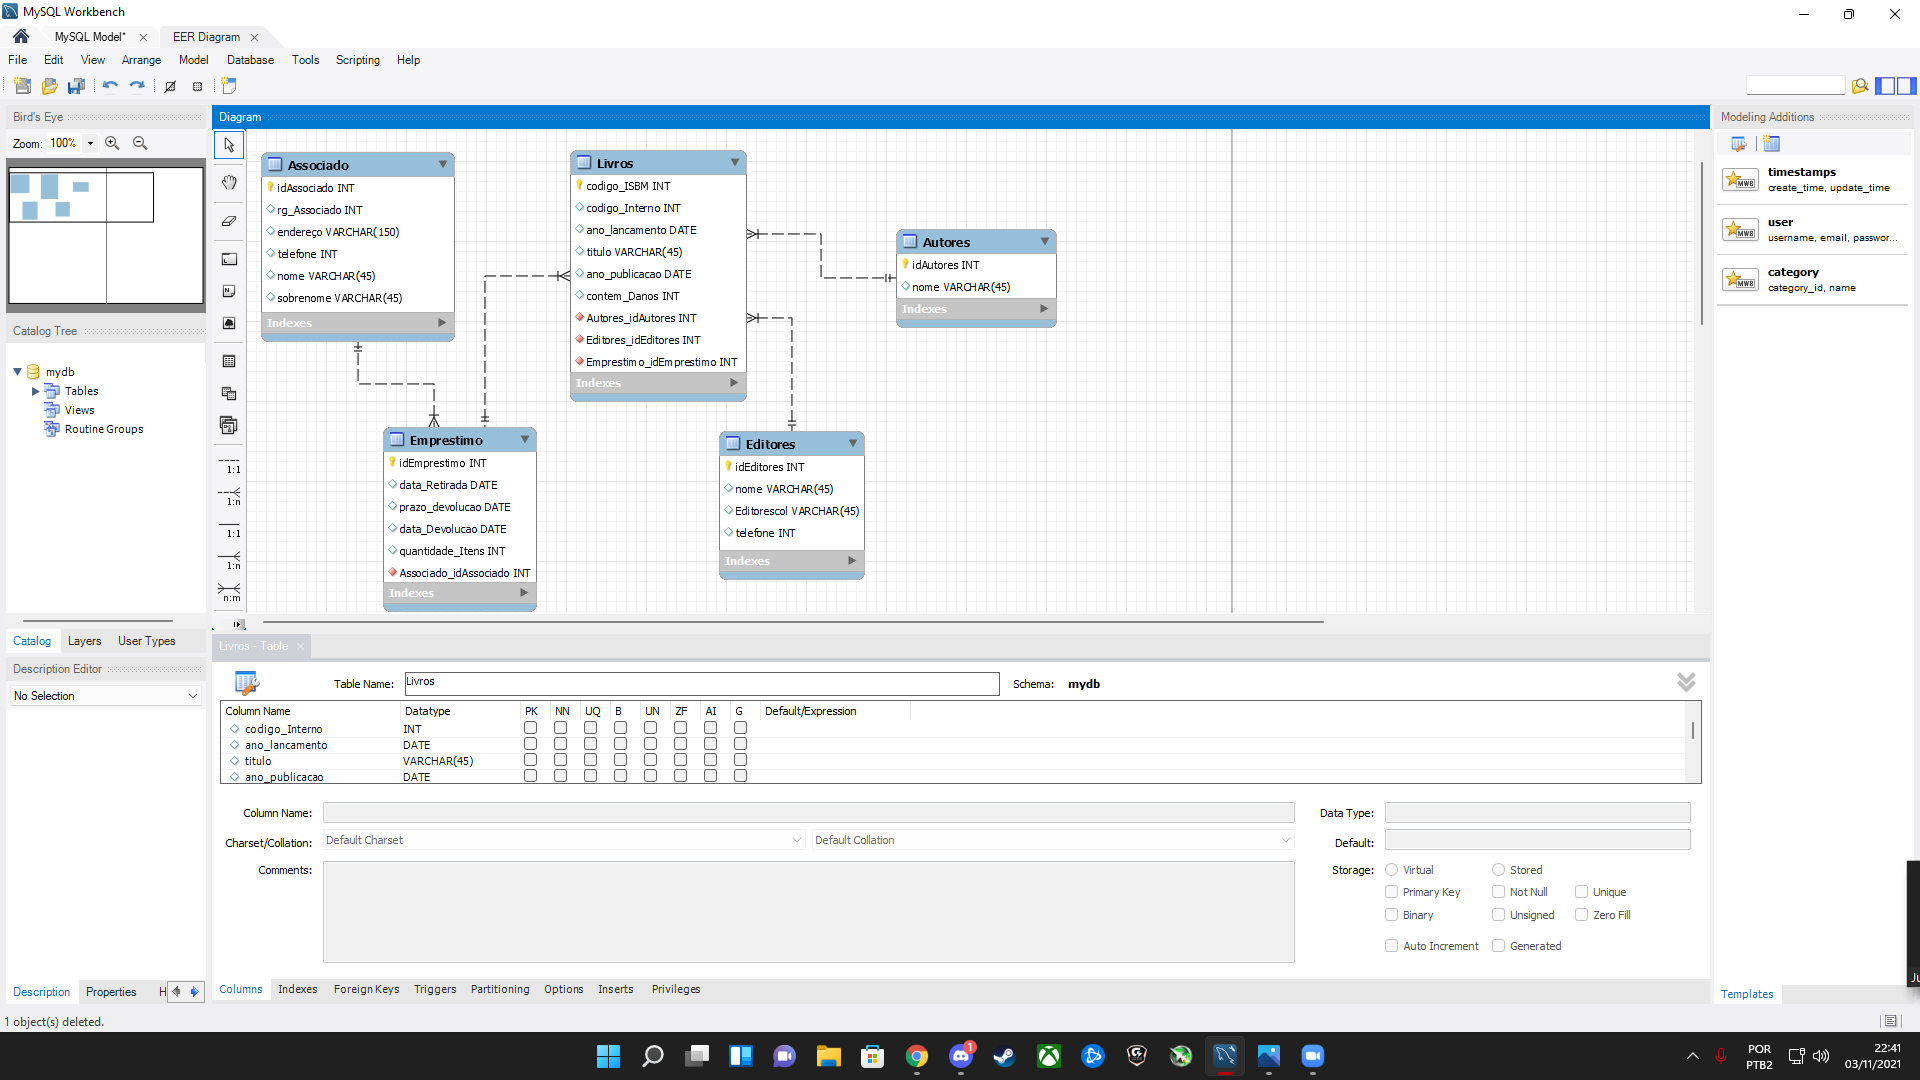 MySQL Workbench
MySQL Model*
EER Diagram
File Edit View Arrange Model Database Tools Scripting Help
Bird's Eye
Zoom: 100%
Catalog Tree
mydb
Tables
Views
Routine Groups
Catalog Layers User Types
Description Editor
No Selection
Description Properties H
1 object(s) deleted.
Diagram
1:1
1:n
1:1
1:n
n:m
Associado
idAssociado INT
rg_Associado INT
endereço VARCHAR(150)
telefone INT
nome VARCHAR(45)
sobrenome VARCHAR(45)
Indexes
Livros
codigo_ISBM INT
codigo_Interno INT
ano_lancamento DATE
titulo VARCHAR(45)
ano_publicacao DATE
contem_Danos INT
Autores_idAutores INT
Editores_idEditores INT
Emprestimo_idEmprestimo INT
Indexes
Autores
idAutores INT
nome VARCHAR(45)
Indexes
Emprestimo
idEmprestimo INT
data_Retirada DATE
prazo_devolucao DATE
data_Devolucao DATE
quantidade_Itens INT
Associado_idAssociado INT
Indexes
Editores
idEditores INT
nome VARCHAR(45)
Editorescol VARCHAR(45)
telefone INT
Indexes
Modeling Additions
MWB
timestamps
create_time, update_time
MWB
user
username, email, passwor...
MWB
category
category_id, name
Templates
Livros - Table
Table Name: Livros Schema: mydb
Column Name Datatype PK NN UQ B UN ZF AI G Default/Expression
codigo_Interno INT
ano_lancamento DATE
titulo VARCHAR(45)
ano_publicacao DATE
Column Name: Data Type:
Charset/Collation: Default Charset Default Collation Default:
Comments: Storage: Virtual Stored
Primary Key Not Null Unique
Binary Unsigned Zero Fill
Auto Increment Generated
Columns Indexes Foreign Keys Triggers Partitioning Options Inserts Privileges
Ju
1
POR
PTB2
22:41
03/11/2021